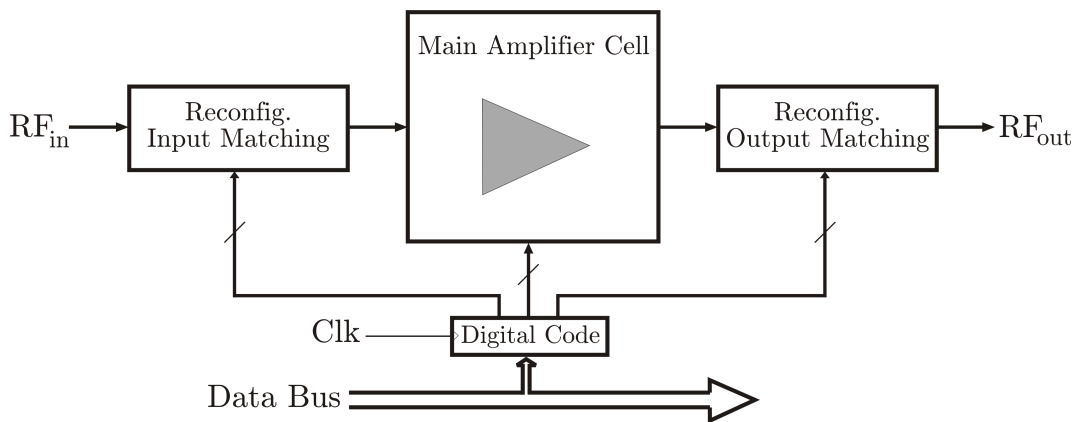 Main Amplifier Cell
RFin
Reconfig.
Input Matching
Reconfig.
Output Matching
RFout
Clk
Digital Code
Data Bus